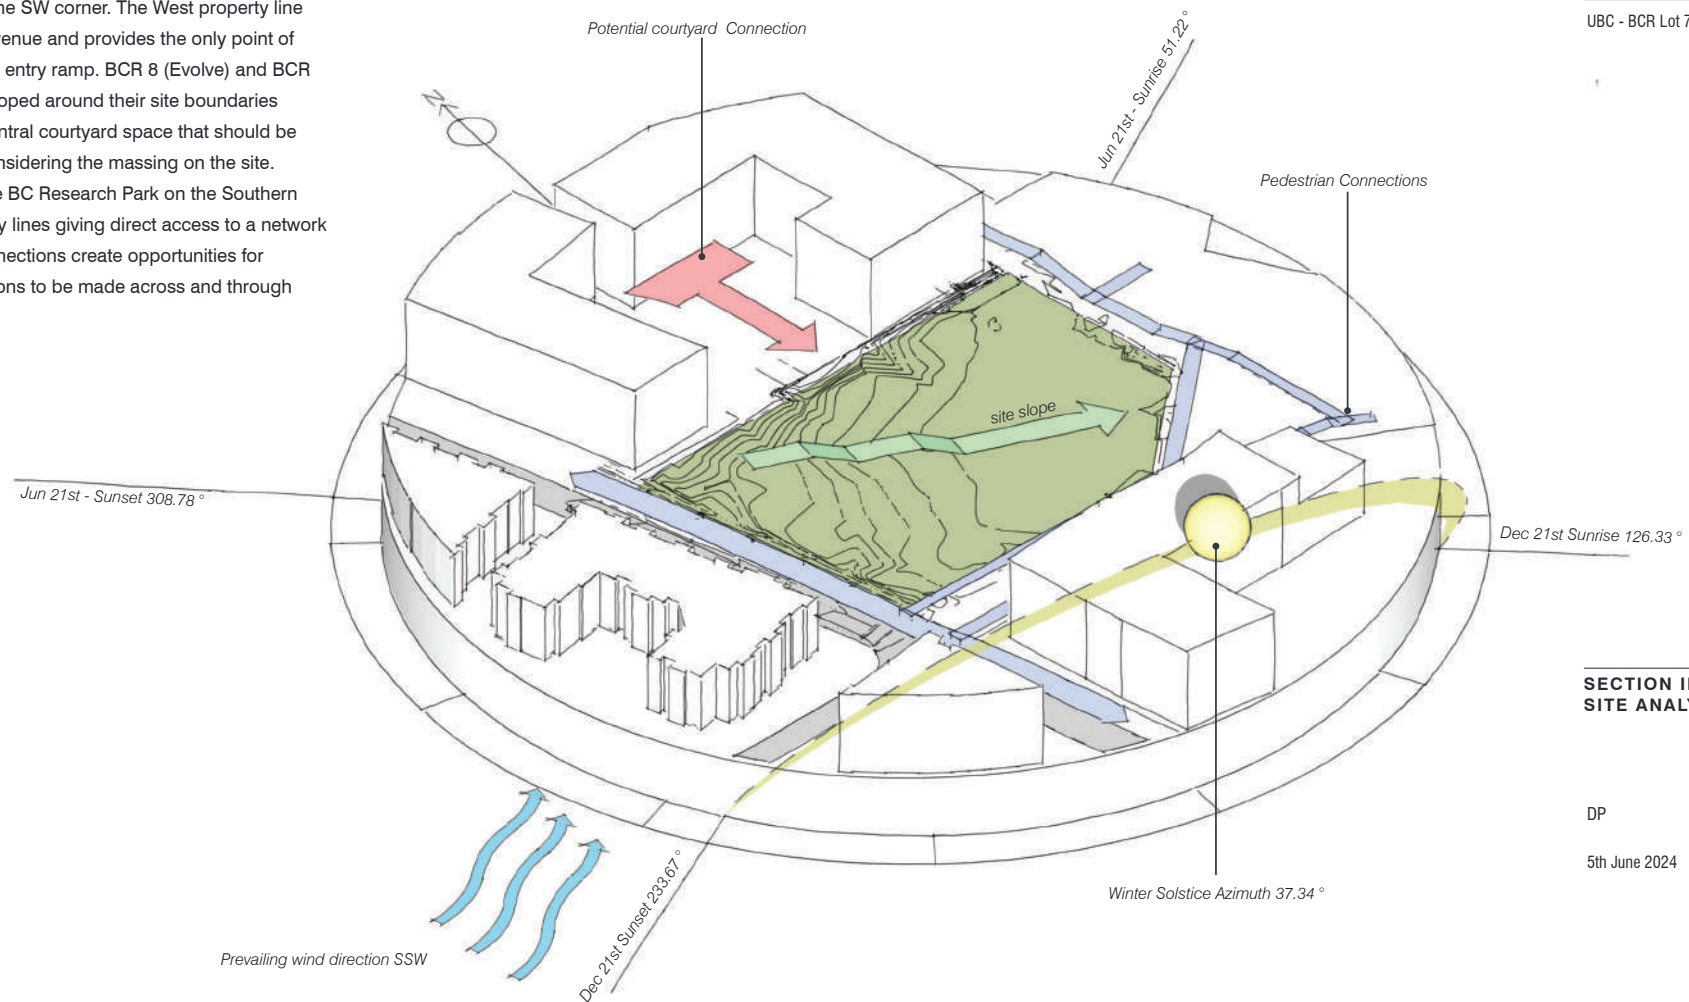 he SW corner. The West property line
venue and provides the only point of
entry ramp. BCR 8 (Evolve) and BCR
oped around their site boundaries
ntral courtyard space that should be
nsidering the massing on the site.
e BC Research Park on the Southern
y lines giving direct access to a network
nections create opportunities for
ons to be made across and through
Potential courtyard Connection
Jun 21st - Sunrise 51.22°
UBC - BCR Lot 7
N
Pedestrian Connections
3
site slope
Jun 21st - Sunset 308.78 °
Dec 21st Sunrise 126.33 °
SECTION I
SITE ANAL
DP
5th June 2024
Winter Solstice Azimuth 37.34 °
Dec 21st Sunset 233.67 °
Prevailing wind direction SSW